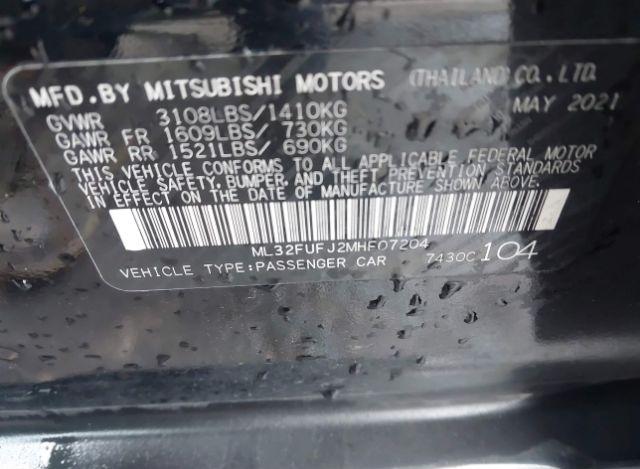 MFD.BY MITSUBISHI MOTORS (THAILAND) CO., LTD.
GVWR 3108LBS/1410KG MAY 2021
GAWR FR 1609LBS/ 730KG
GAWR RR 1521LBS/ 690KG
THIS VEHICLE CONFORMS TO ALL APPLICABLE FEDERAL MOTOR
VEHICLE SAFETY, BUMPER, AND THEFT PREVENTION STANDARDS
IN EFFECT ON THE DATE OF MANUFACTURE SHOWN ABOVE.
ML32FUFJ2MHF07204
VEHICLE TYPE:PASSENGER CAR 7430C 104